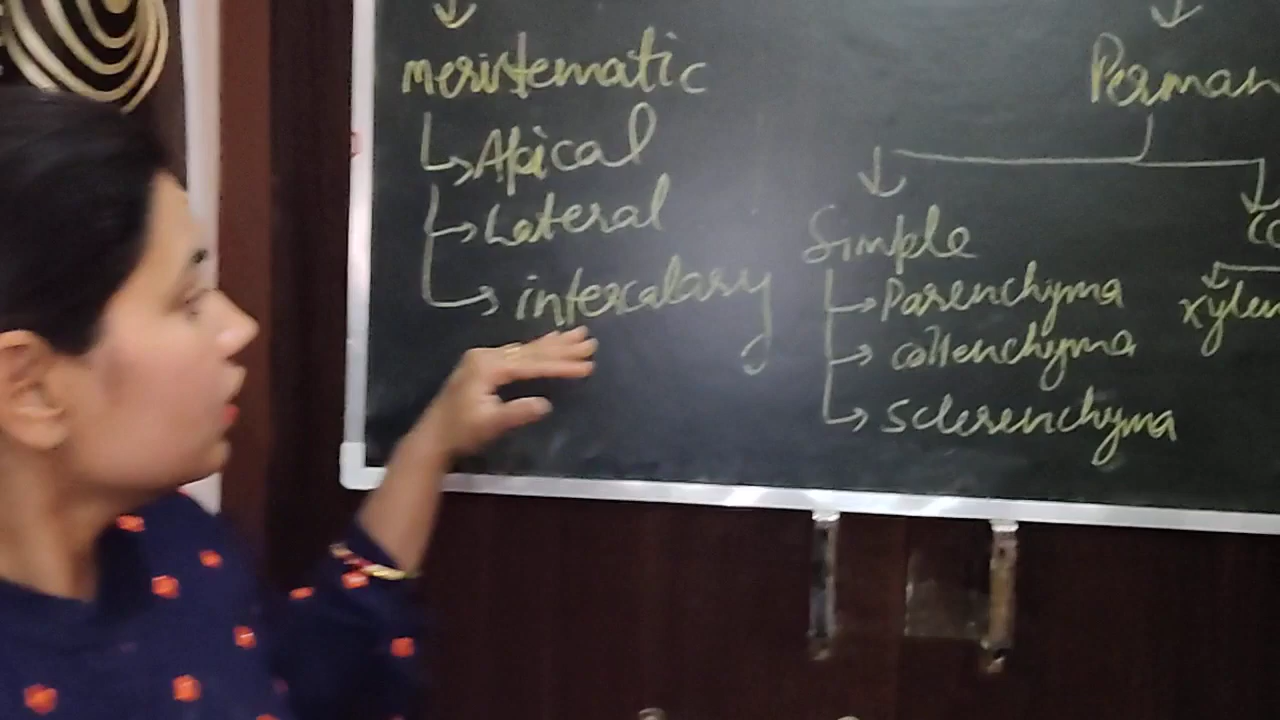 meristematic
Apical
Lateral
intercalary
Perman
Simple
Parenchyma
collenchyma
Sclerenchyma
Co
xylem